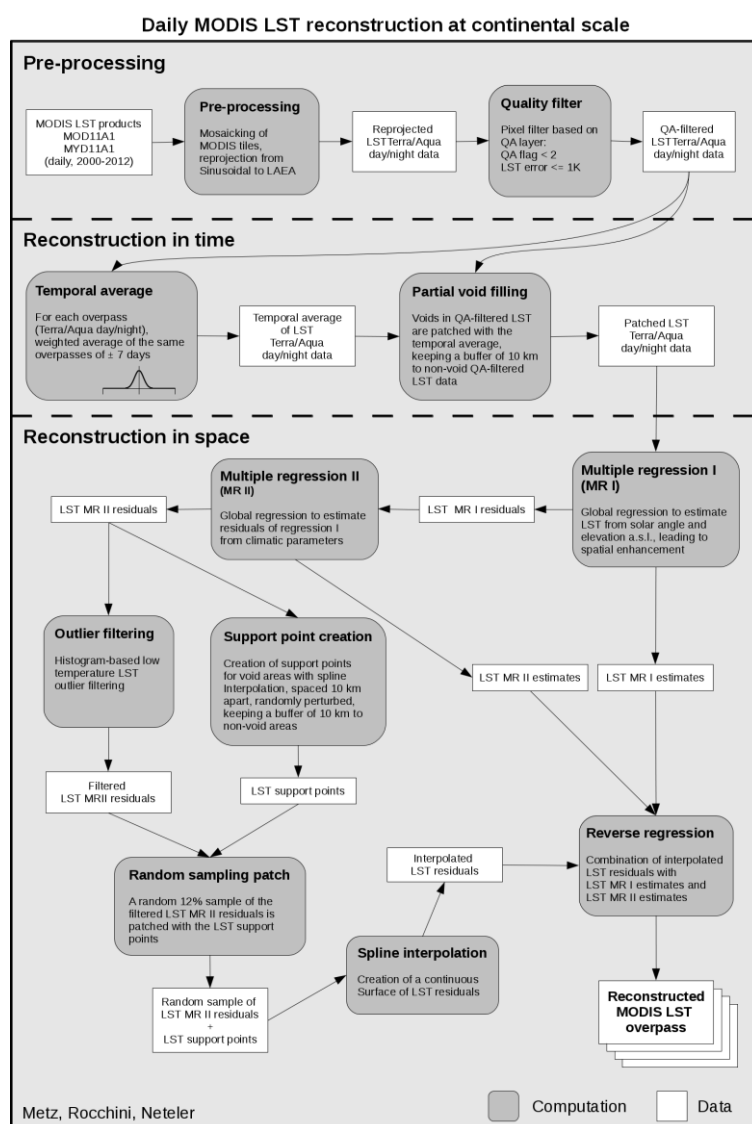 Daily MODIS LST reconstruction at continental scale
Pre-processing
MODIS LST products
MOD11A1
MYD11A1
(daily, 2000-2012)
Pre-processing
Mosaicking of
MODIS tiles,
reprojection from
Sinusoidal to LAEA
Reprojected
LSTTerra/Aqua
day/night data
Quality filter
Pixel filter based on
QA layer:
QA flag < 2
LST error <= 1K
QA-filtered
LSTTerra/Aqua
day/night data
Reconstruction in time
Temporal average
For each overpass
(Terra/Aqua day/night),
weighted average of the same
overpasses of ± 7 days
Temporal average
of LST
Terra/Aqua
day/night data
Partial void filling
Voids in QA-filtered LST
are patched with the
temporal average,
keeping a buffer of 10 km
to non-void QA-filtered
LST data
Patched LST
Terra/Aqua
day/night data
Reconstruction in space
Multiple regression I
(MR I)
Global regression to estimate
LST from solar angle and
elevation a.s.l., leading to
spatial enhancement
LST MR I residuals
Multiple regression II
(MR II)
Global regression to estimate
residuals of regression I
from climatic parameters
LST MR II residuals
Outlier filtering
Histogram-based low
temperature LST
outlier filtering
Support point creation
Creation of support points
for void areas with spline
Interpolation, spaced 10 km
apart, randomly perturbed,
keeping a buffer of 10 km to
non-void areas
LST MR II estimates
LST MR I estimates
Filtered
LST MRII residuals
LST support points
Random sampling patch
A random 12% sample of the
filtered LST MR II residuals is
patched with the LST support
points
Random sample of
LST MR II residuals
+
LST support points
Spline interpolation
Creation of a continuous
Surface of LST residuals
Interpolated
LST residuals
Reverse regression
Combination of interpolated
LST residuals with
LST MR I estimates and
LST MR II estimates
Reconstructed
MODIS LST
overpass
Metz, Rocchini, Neteler
Computation
Data